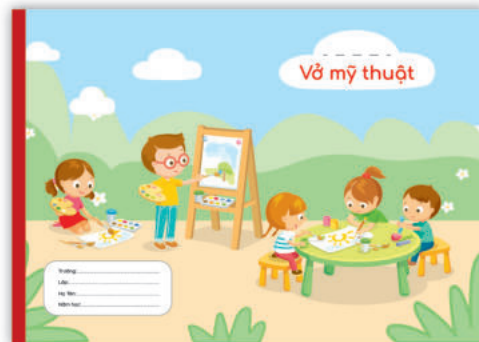 Vở mỹ thuật
Trường:
Lớp:
Họ tên:
Năm học: